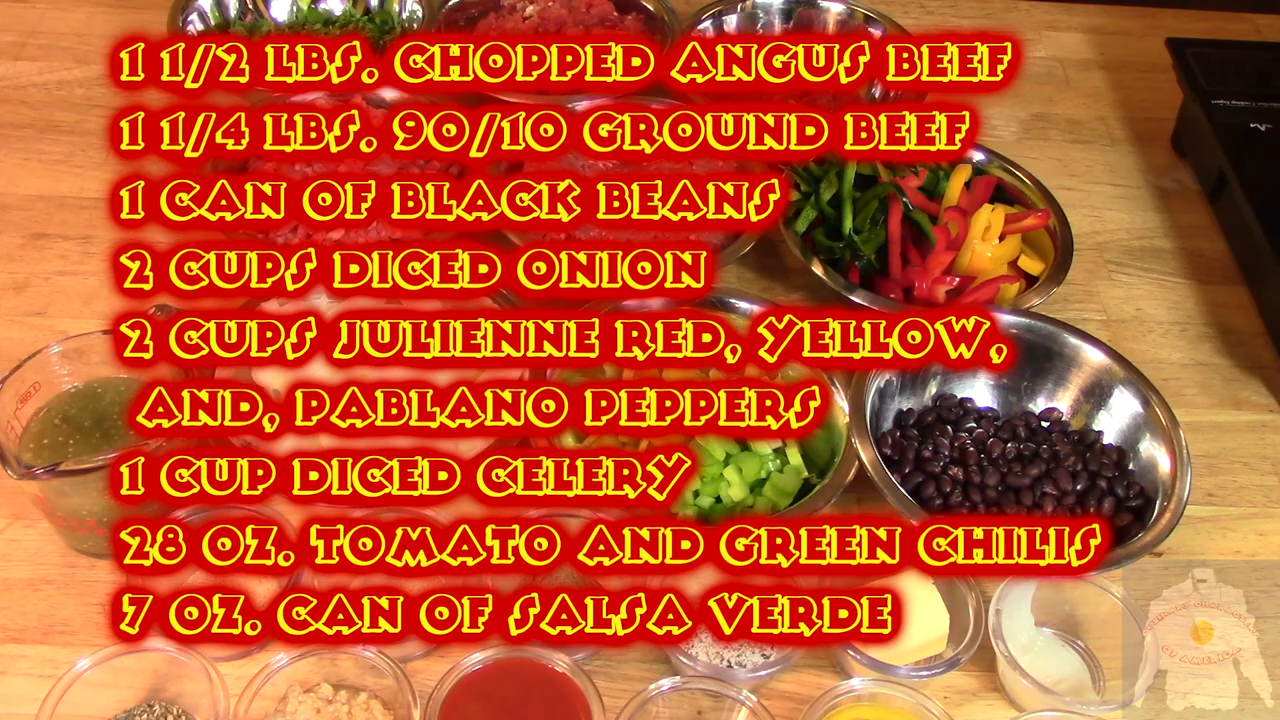 1 1/2 LBS. CHOPPED ANGUS BEEF
1 1/4 LBS. 90/10 GROUND BEEF
1 CAN OF BLACK BEANS
2 CUPS DICED ONION
2 CUPS JULIENNE RED, YELLOW,
AND, PABLANO PEPPERS
1 CUP DICED CELERY
28 OZ. TOMATO AND GREEN CHILIS
7 OZ. CAN OF SALSA VERDE
OF AMERICA